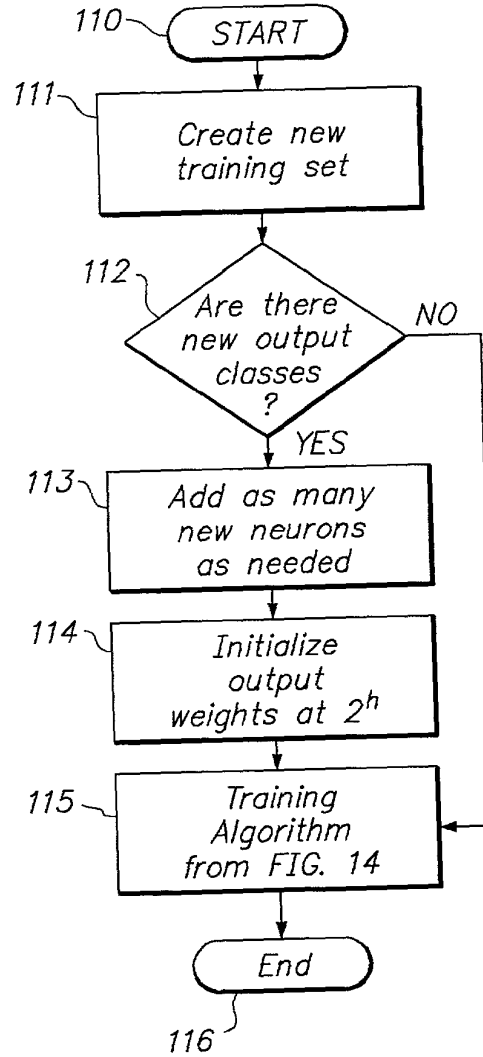 110
START
111
Create new
training set
112
Are there
new output
classes
?
NO
YES
113
Add as many
new neurons
as needed
114
Initialize
output
weights at 2^h
115
Training
Algorithm
from FIG. 14
End
116